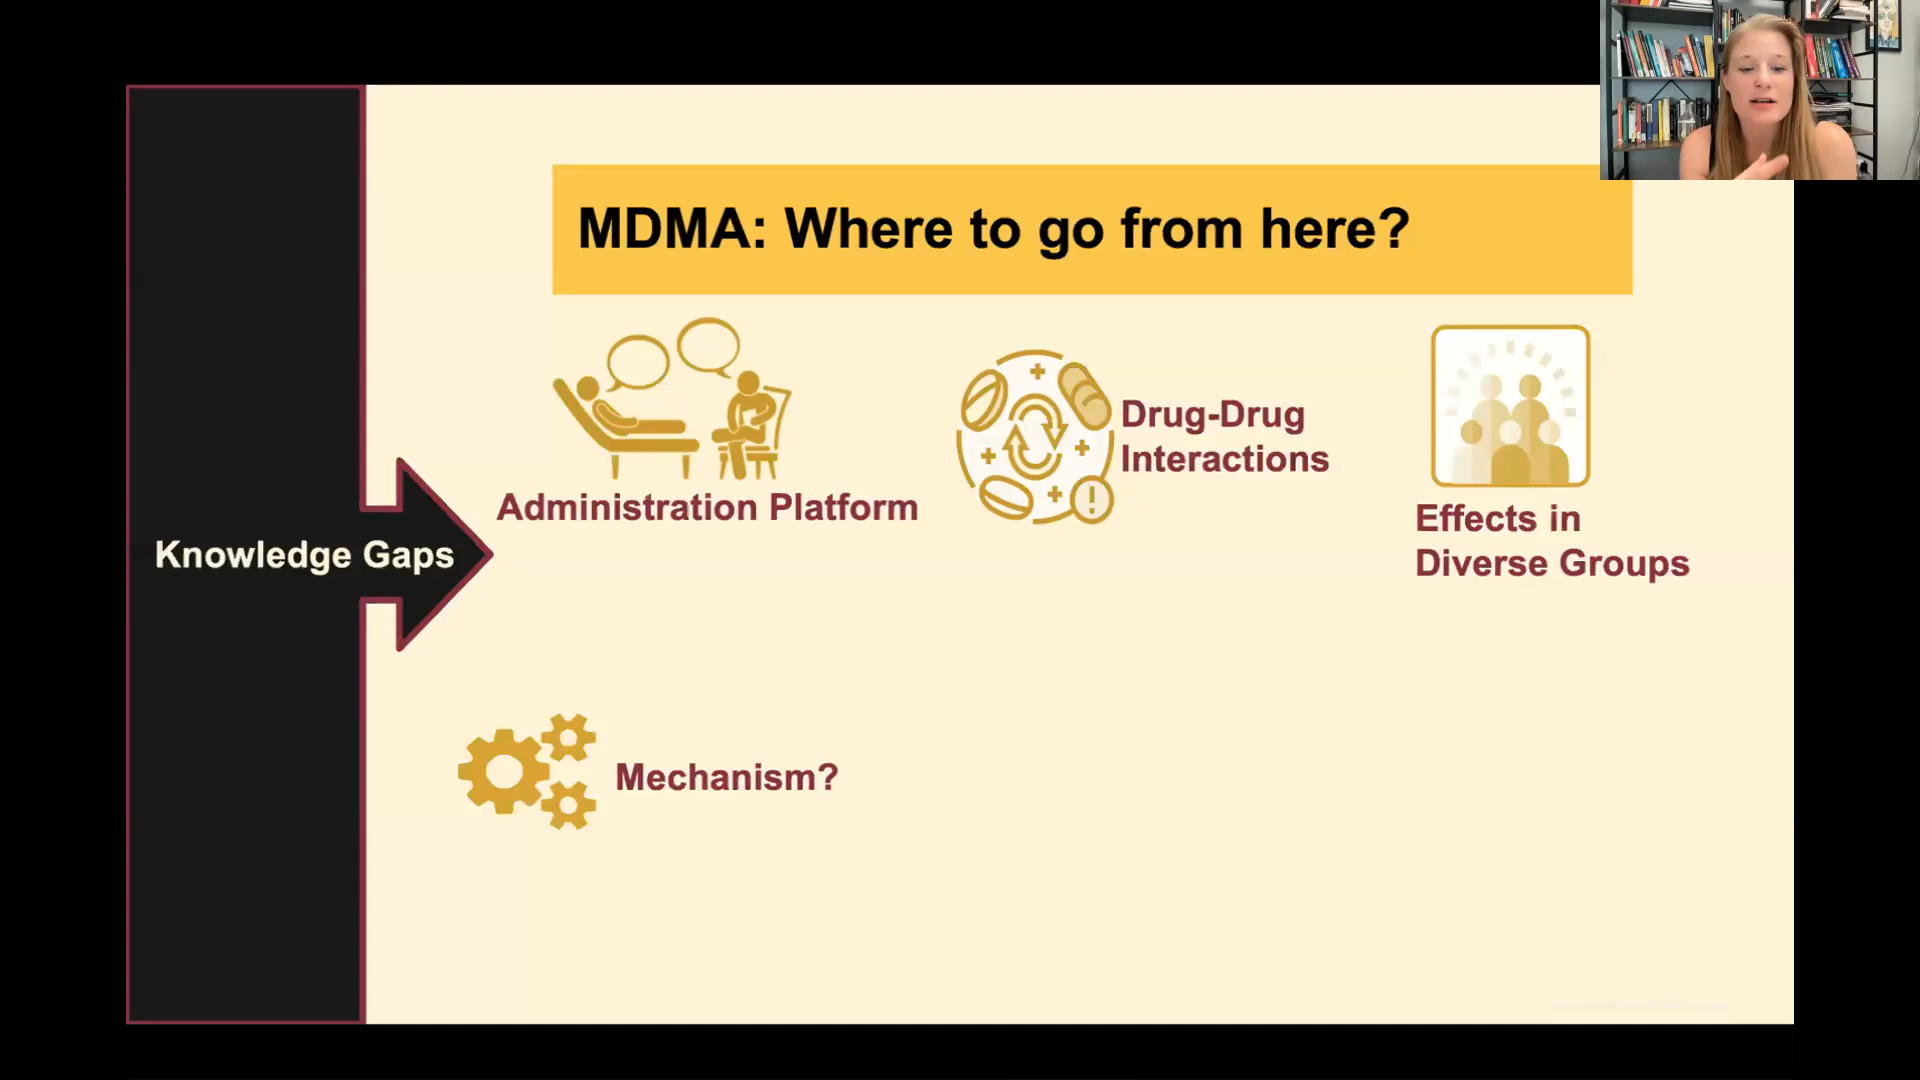 MDMA: Where to go from here?
Knowledge Gaps
Administration Platform
Drug-Drug
Interactions
Effects in
Diverse Groups
Mechanism?